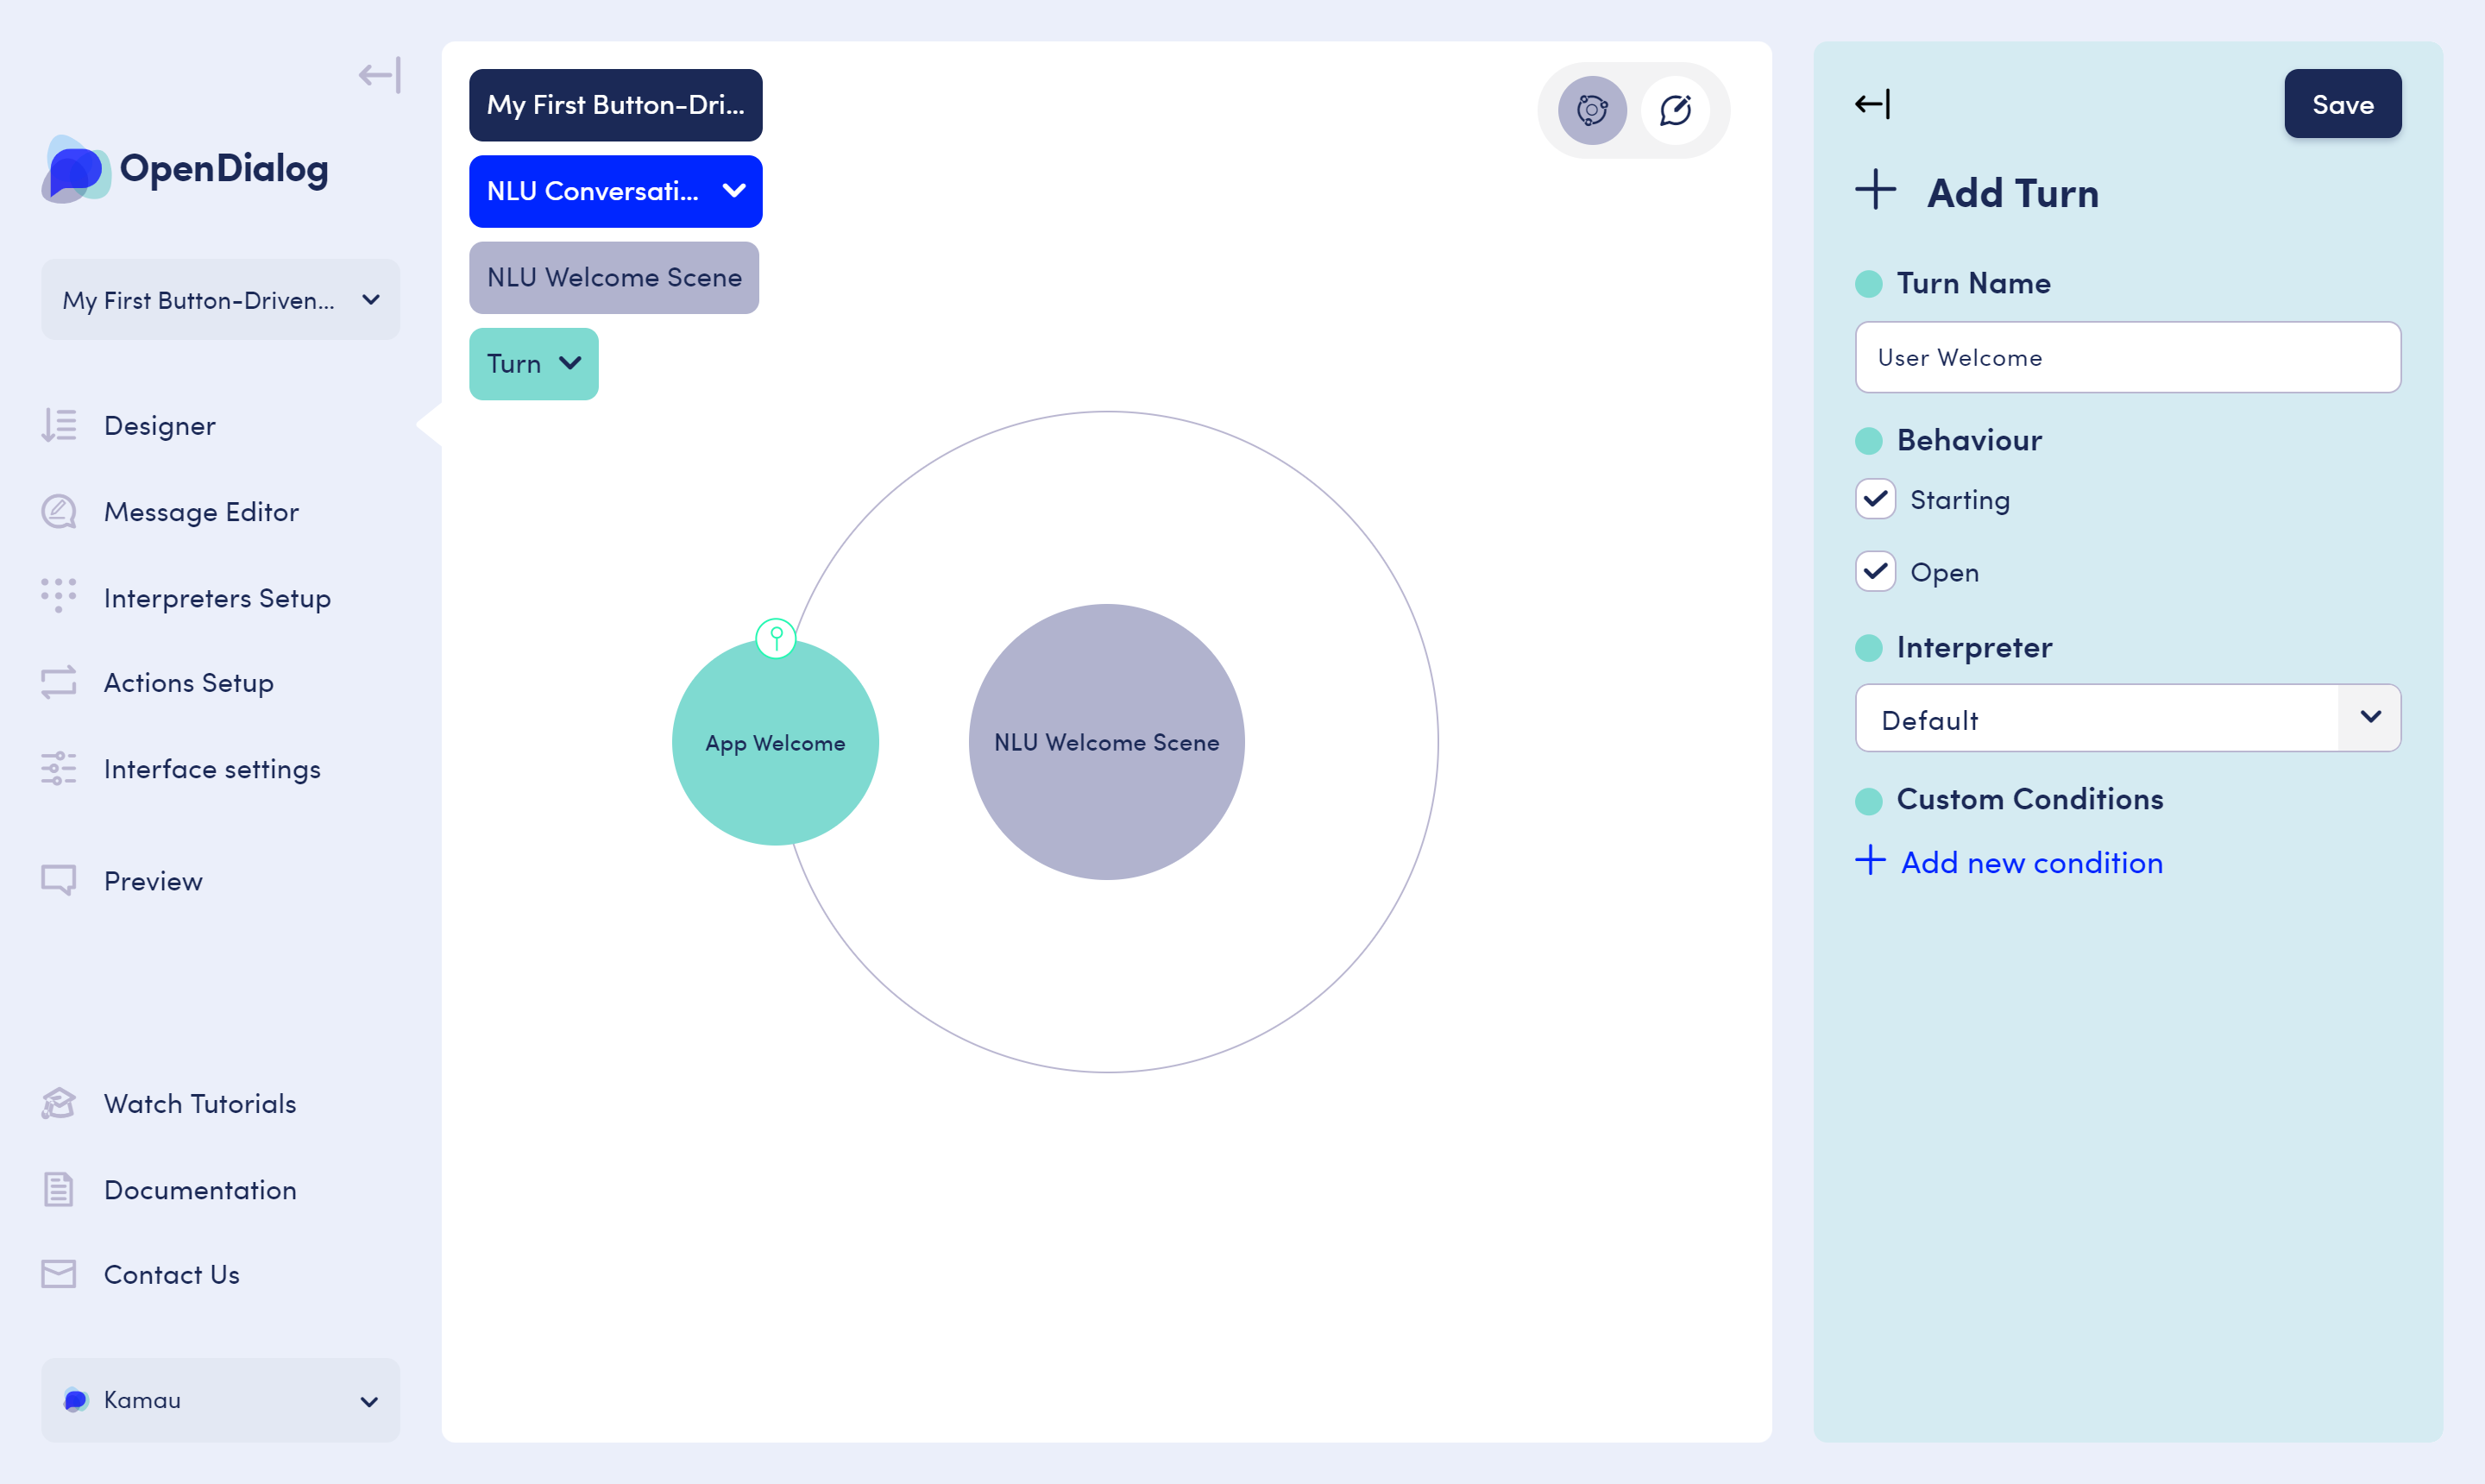 OpenDialog
My First Button-Driven...
Designer
Message Editor
Interpreters Setup
Actions Setup
Interface settings
Preview
Watch Tutorials
Documentation
Contact Us
Kamau
My First Button-Dri...
NLU Conversati...
NLU Welcome Scene
Turn
App Welcome
NLU Welcome Scene
Save
Add Turn
Turn Name
User Welcome
Behaviour
Starting
Open
Interpreter
Default
Custom Conditions
Add new condition